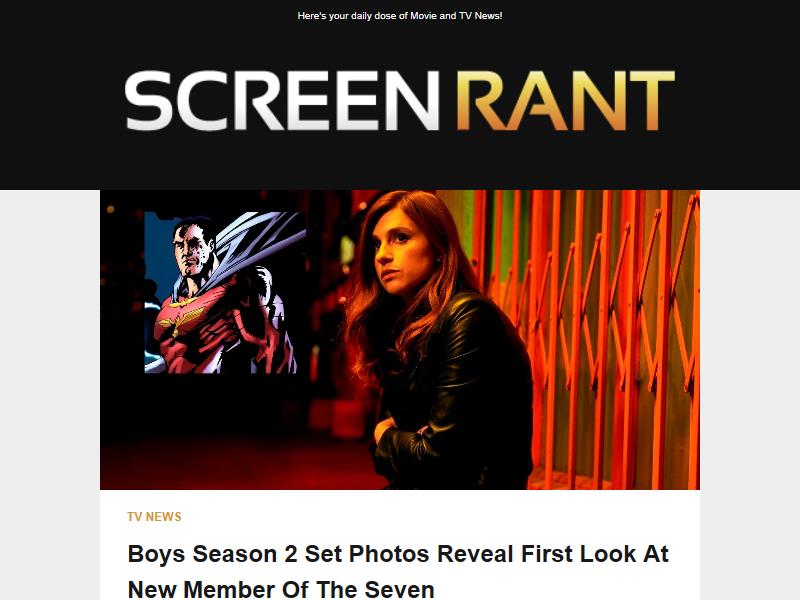 Here's your daily dose of Movie and TV News!
SCREEN RANT
TV NEWS
Boys Season 2 Set Photos Reveal First Look At
New Member Of The Seven